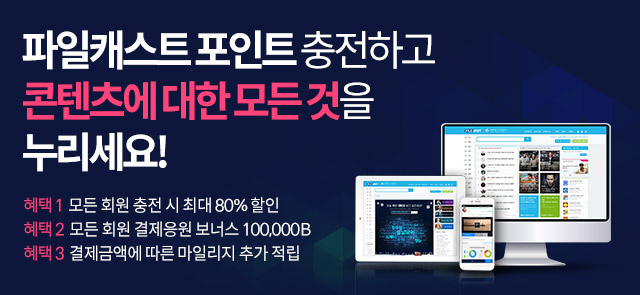 파일캐스트 포인트 충전하고
콘텐츠에 대한 모든 것을
누리세요!
혜택 1 모든 회원 충전 시 최대 80% 할인
혜택 2 모든 회원 결제응원 보너스 100,000B
혜택 3 결제금액에 따른 마일리지 추가 적립